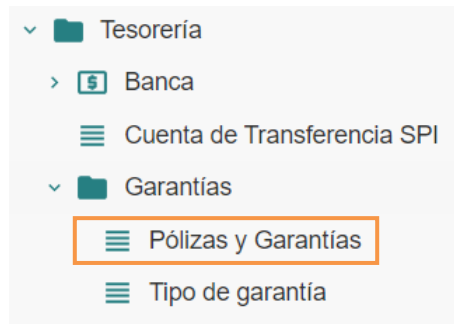 Tesorería
Banca
Cuenta de Transferencia SPI
Garantías
Pólizas y Garantías
Tipo de garantía